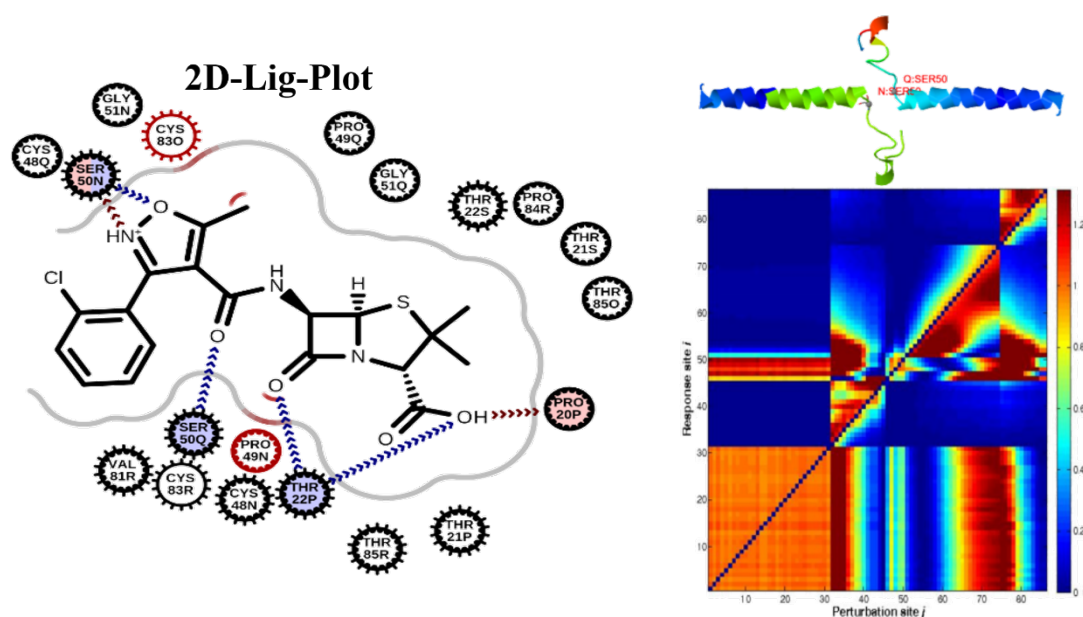 2D-Lig-Plot
GLY
51N
CYS
83O
CYS
48Q
SER
50N
PRO
49Q
GLY
51Q
THR
22S
PRO
84R
THR
21S
THR
85O
O
HN+
Cl
H
N
H
S
O
N
O
O
OH
PRO
20P
SER
50Q
PRO
49N
VAL
81R
CYS
83R
CYS
48N
THR
22P
THR
85R
THR
21P
Q:SER50
N:SER50
Response site i
80
70
60
50
40
30
20
10
10
20
30
40
50
60
70
80
Perturbation site j
1.2
1
0.8
0.6
0.4
0.2
0